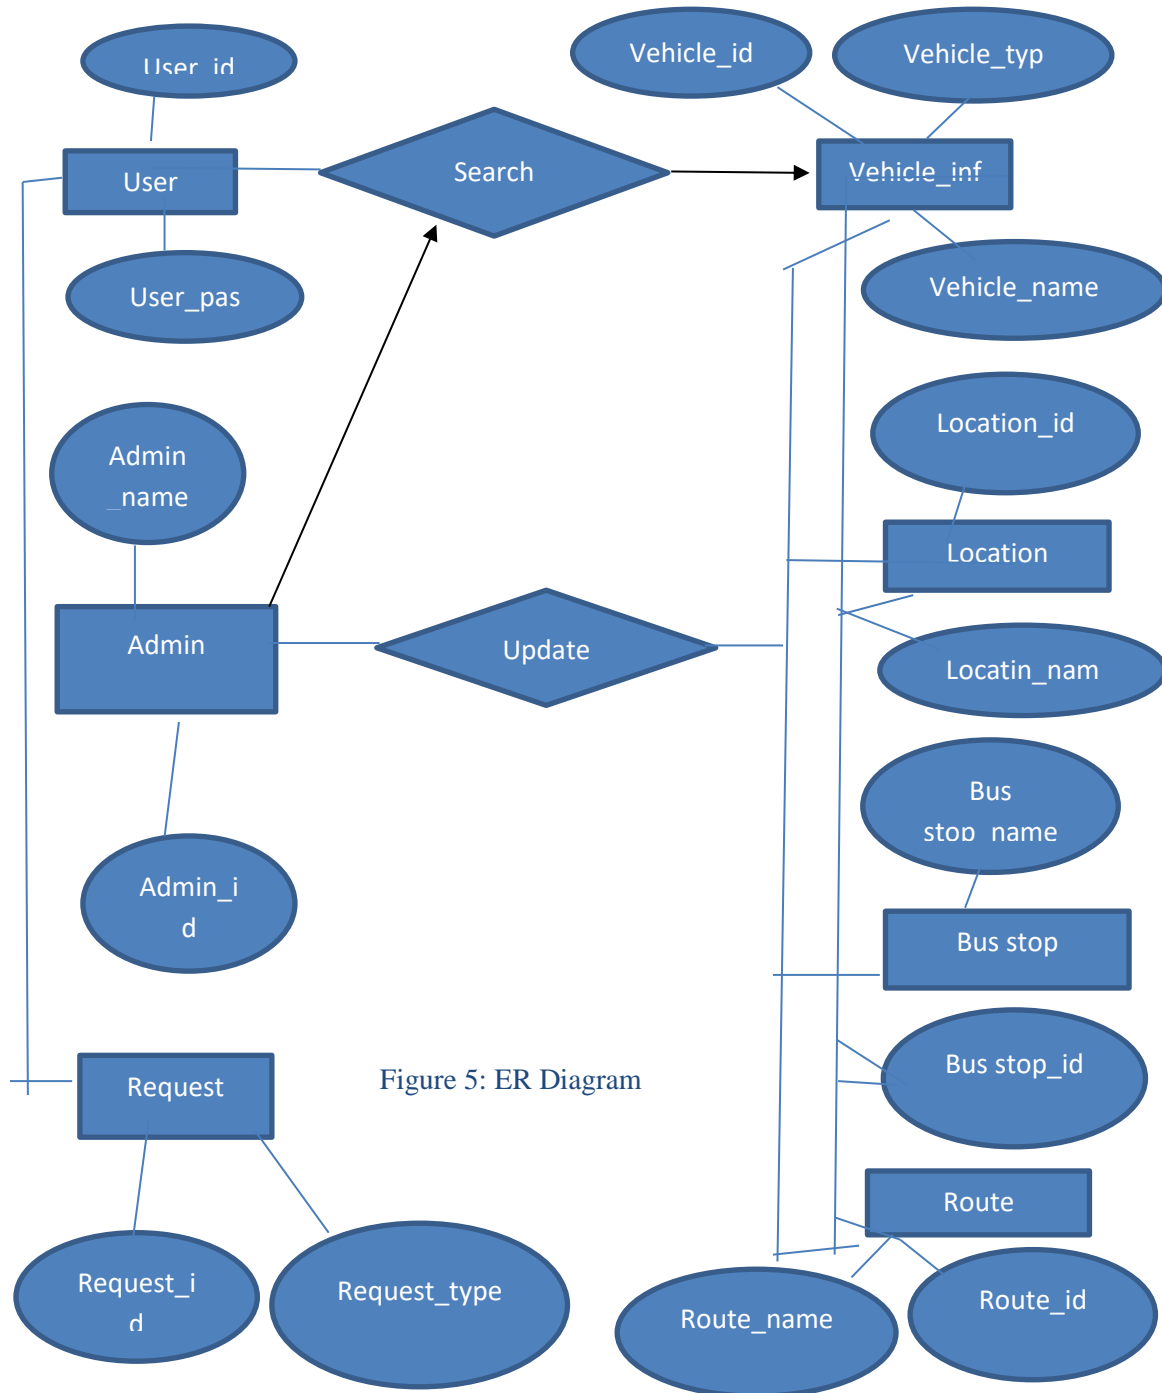 User_id
Vehicle_id
Vehicle_typ
User
Search
Vehicle_inf
User_pas
Vehicle_name
Admin
_name
Location_id
Location
Admin
Update
Locatin_nam
Bus
stop_name
Admin_i
d
Bus stop
Request
Figure 5: ER Diagram
Bus stop_id
Route
Request_i
d
Request_type
Route_name
Route_id